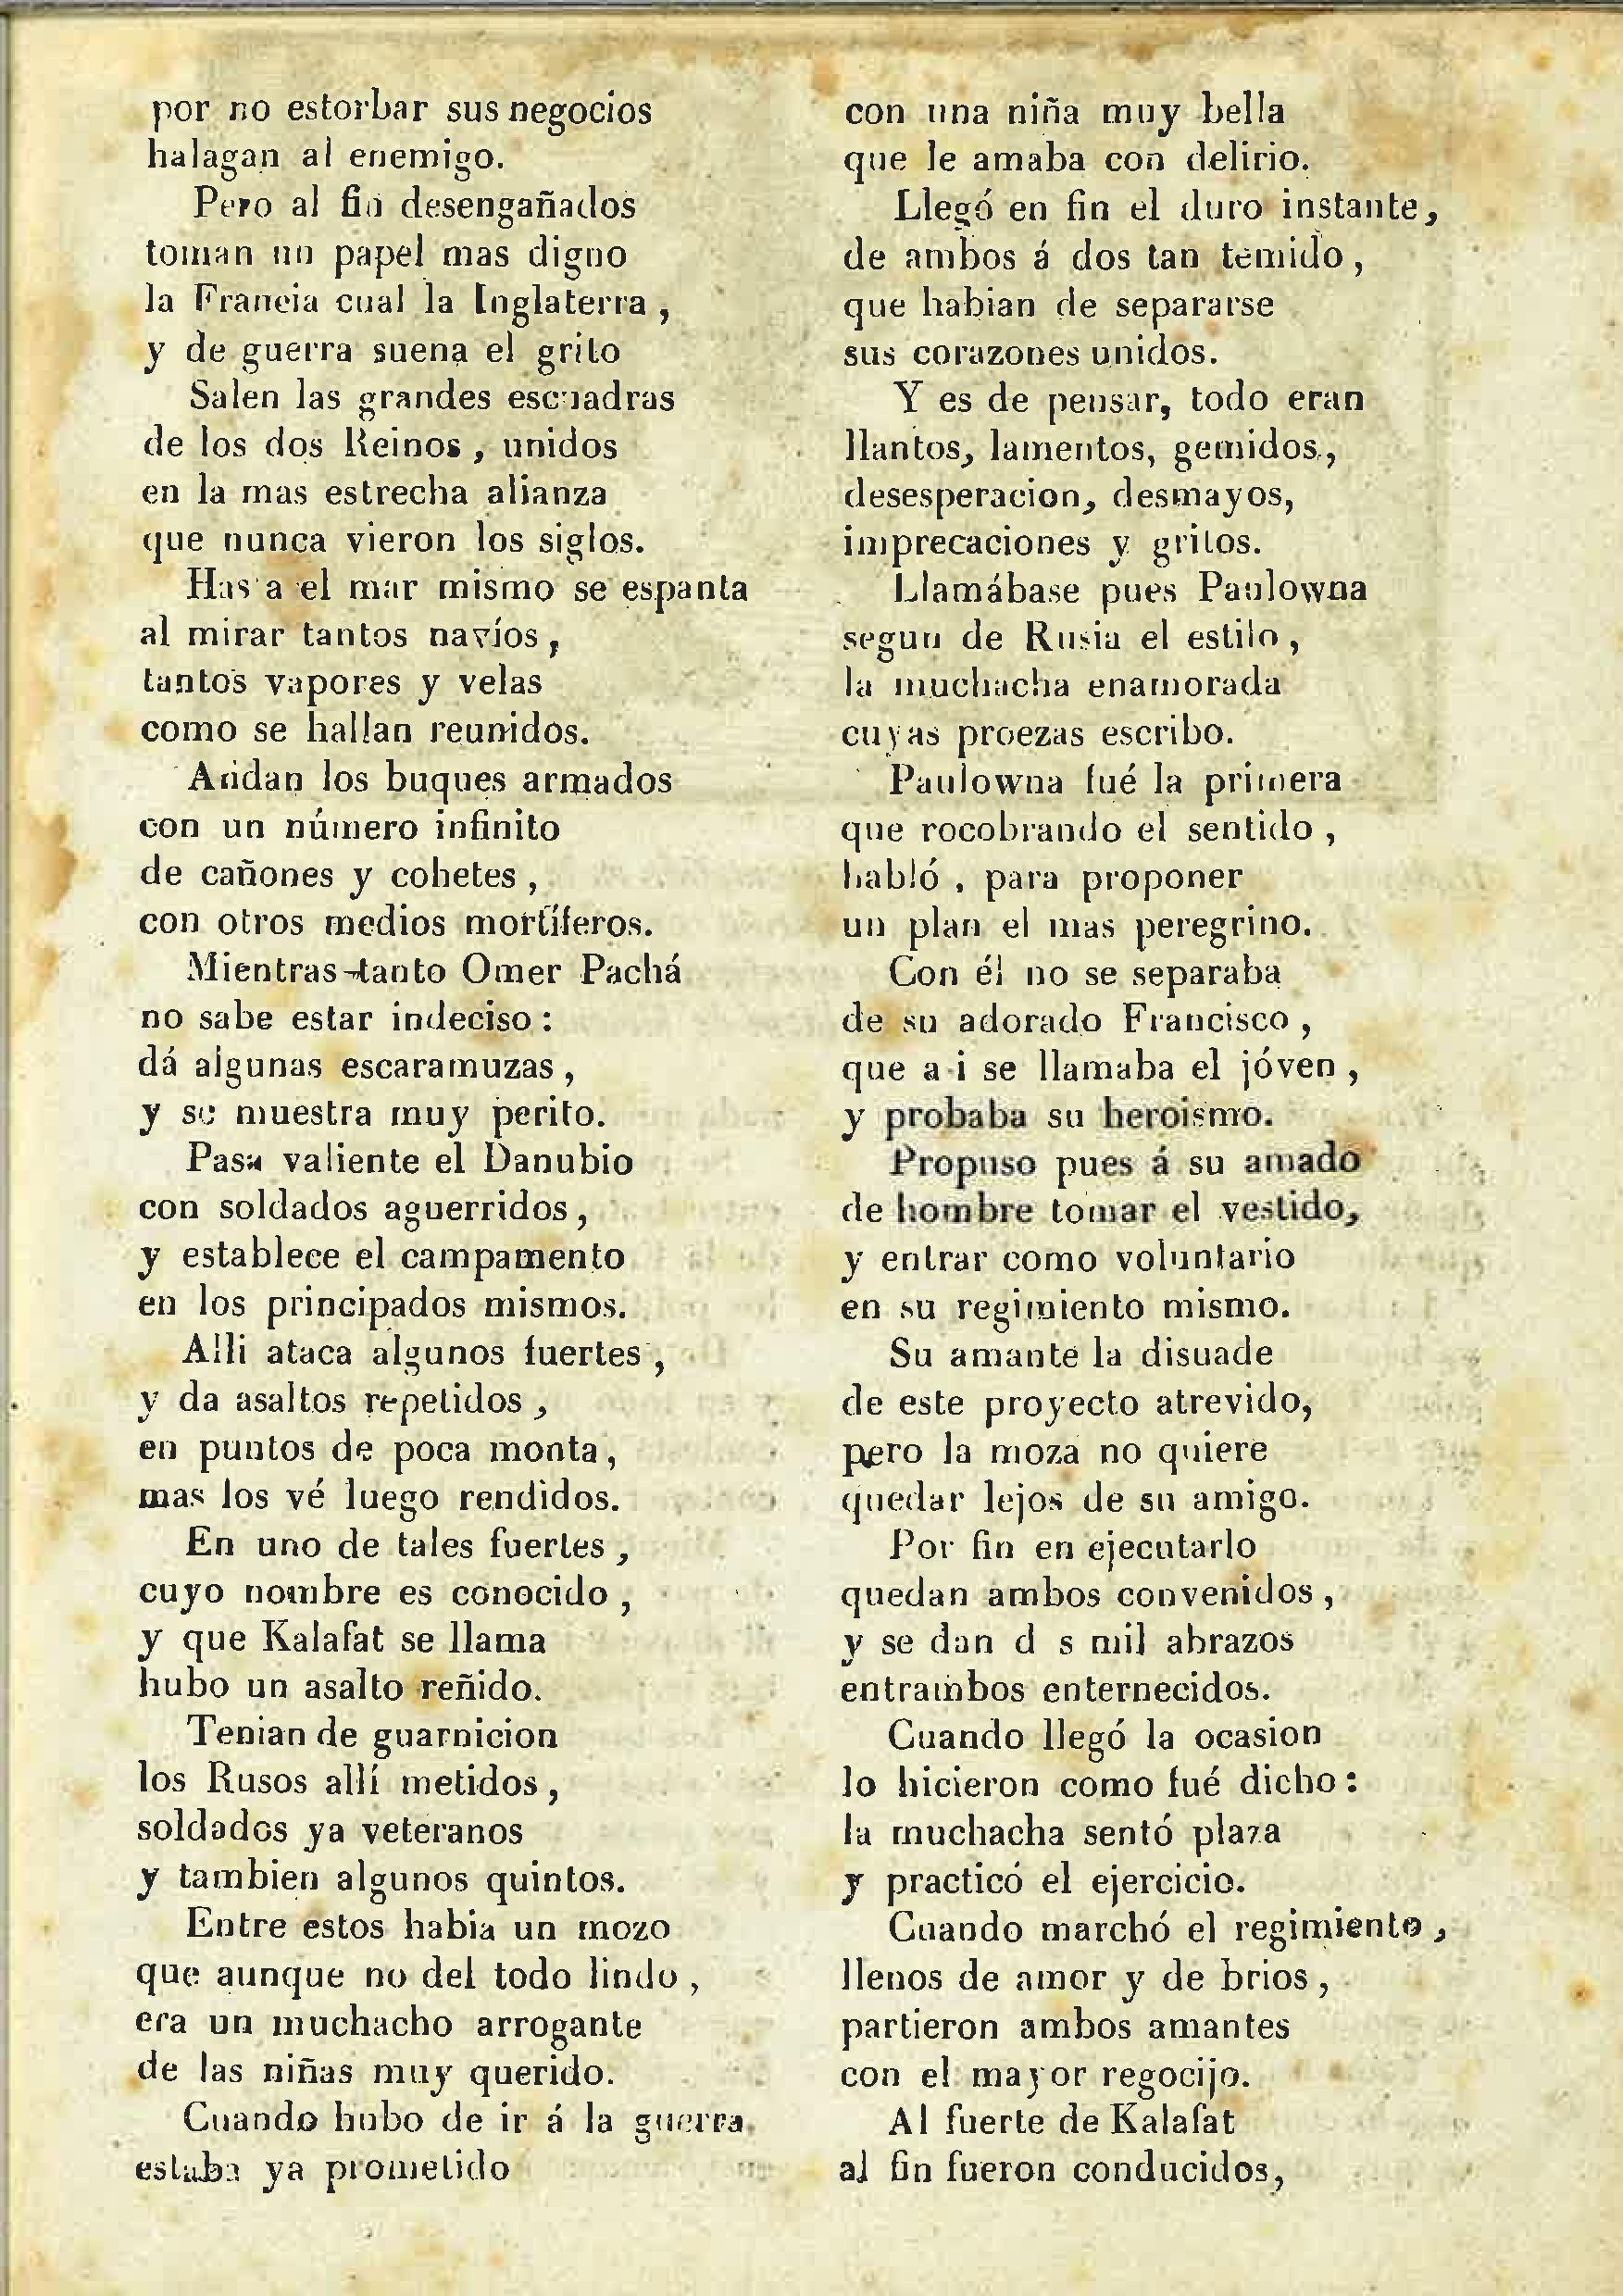 por no estorbar sus negocios
halagan al enemigo.
Pero al fin desengañados
toman un papel mas digno
la Francia cual la Inglaterra,
y de guerra suena el grito
Salen las grandes escuadras
de los dos Reinos, unidos
en la mas estrecha alianza
que nunca vieron los siglos.
Has a el mar mismo se espanta
al mirar tantos navíos,
tantos vapores y velas
como se hallan reunidos.
Andan los buques armados
con un número infinito
de cañones y cohetes,
con otros medios mortíferos.
Mientras tanto Omer Pachá
no sabe estar indeciso:
dá algunas escaramuzas,
y se muestra muy perito.
Pasa valiente el Danubio
con soldados aguerridos,
y establece el campamento
en los principados mismos.
Alli ataca algunos fuertes,
y da asaltos repetidos,
en puntos de poca monta,
mas los vé luego rendidos.
En uno de tales fuertes,
cuyo nombre es conocido,
y que Kalafat se llama
hubo un asalto reñido.
Tenian de guarnicion
los Rusos allí metidos,
soldados ya veteranos
y tambien algunos quintos.
Entre estos habia un mozo
que aunque no del todo lindo,
era un muchacho arrogante
de las niñas muy querido.
Cuando hubo de ir á la guerra
estaba ya prometido
con una niña muy bella
que le amaba con delirio.
Llegó en fin el duro instante,
de ambos á dos tan temido,
que habian de separarse
sus corazones unidos.
Y es de pensar, todo eran
llantos, lamentos, gemidos,
desesperacion, desmayos,
imprecaciones y gritos.
Llamábase pues Paulowna
segun de Rusia el estilo,
la muchacha enamorada
cuyas proezas escribo.
Paulowna fué la primera
que rocobrando el sentido,
habló, para proponer
un plan el mas peregrino.
Con él no se separaba
de su adorado Francisco,
que a i se llamaba el jóven,
y probaba su heroismo.
Propuso pues á su amado
de hombre tomar el vestido,
y entrar como voluntario
en su regimiento mismo.
Su amante la disuade
de este proyecto atrevido,
pero la moza no quiere
quedar lejos de su amigo.
Por fin en ejecutarlo
quedan ambos convenidos,
y se dan d s mil abrazos
entrambos enternecidos.
Cuando llegó la ocasion
lo hicieron como fué dicho:
la muchacha sentó plaza
y practicó el ejercicio.
Cuando marchó el regimiento,
llenos de amor y de brios,
partieron ambos amantes
con el mayor regocijo.
Al fuerte de Kalafat
al fin fueron conducidos,